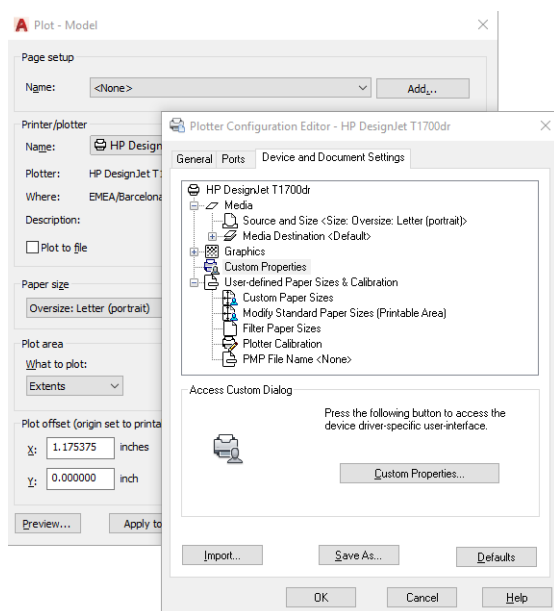 Plot - Model
Page setup
Name: <None> Add...
Printer/plotter
Name: HP Design
Plotter: HP DesignJet T
Where: EMEA/Barcelona
Description:
Plot to file
Paper size
Oversize: Letter (portrait)
Plot area
What to plot:
Extents
Plot offset (origin set to printa
X: 1.175375 inches
Y: 0.000000 inch
Preview... Apply to
Plotter Configuration Editor - HP DesignJet T1700dr
General Ports Device and Document Settings
HP DesignJet T1700dr
Media
Source and Size <Size: Oversize: Letter (portrait)>
Media Destination <Default>
Graphics
Custom Properties
User-defined Paper Sizes & Calibration
Custom Paper Sizes
Modify Standard Paper Sizes (Printable Area)
Filter Paper Sizes
Plotter Calibration
PMP File Name <None>
Access Custom Dialog
Press the following button to access the
device driver-specific user-interface.
Custom Properties...
Import... Save As... Defaults
OK Cancel Help